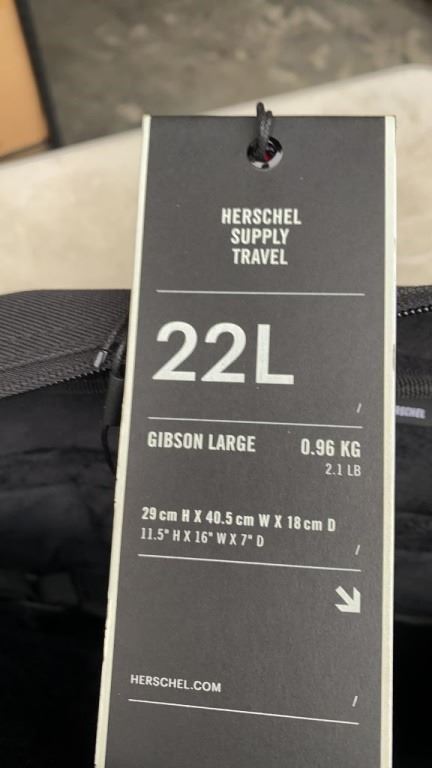 HERSCHEL
SUPPLY
TRAVEL
22L
/
GIBSON LARGE 0.96 KG
2.1 LB
29 cm H X 40.5 cm W X 18 cm D
11.5" H X 16" W X 7" D
/
HERSCHEL.COM
/